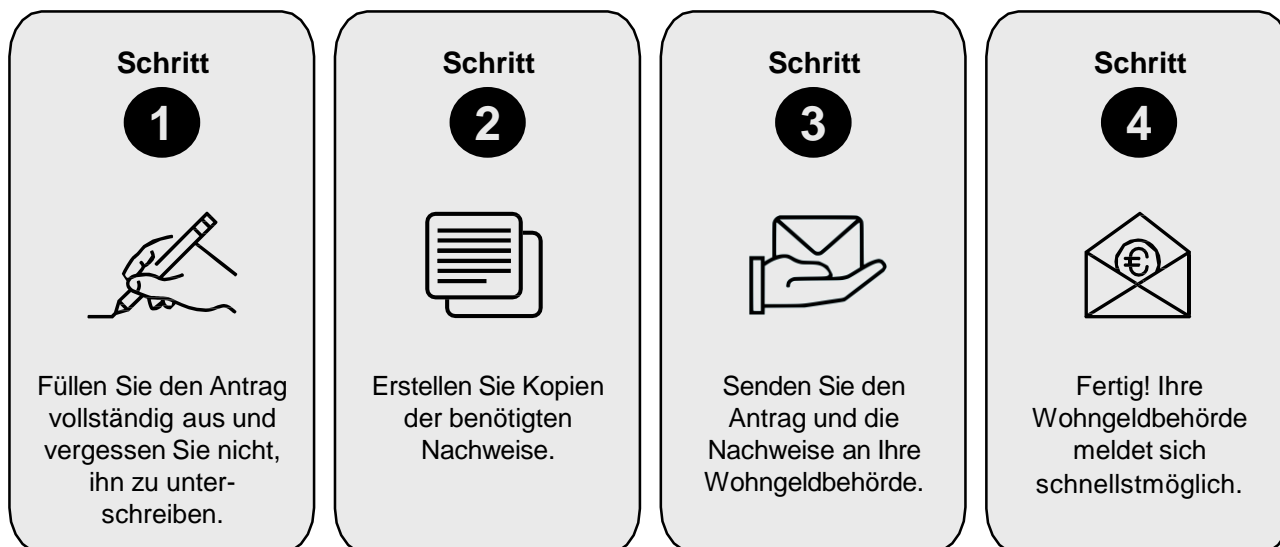 Schritt
1
Füllen Sie den Antrag
vollständig aus und
vergessen Sie nicht,
ihn zu unter-
schreiben.
Schritt
2
Erstellen Sie Kopien
der benötigten
Nachweise.
Schritt
3
Senden Sie den
Antrag und die
Nachweise an Ihre
Wohngeldbehörde.
Schritt
4
€
Fertig! Ihre
Wohngeldbehörde
meldet sich
schnellstmöglich.